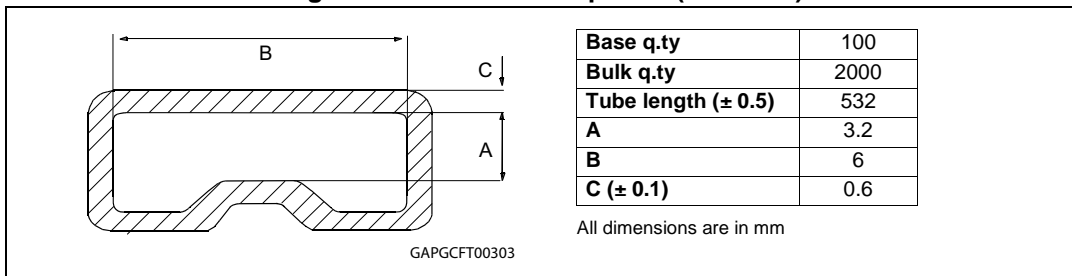 B
C
A
GAPGCFT00303
Base q.ty 100
Bulk q.ty 2000
Tube length (± 0.5) 532
A 3.2
B 6
C (± 0.1) 0.6
All dimensions are in mm